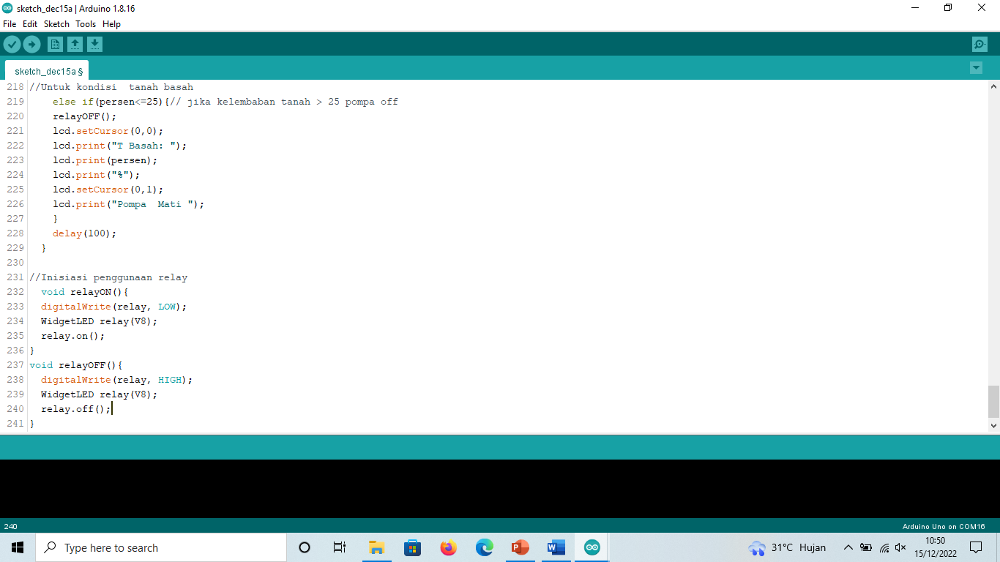 sketch_dec15a | Arduino 1.8.16
File Edit Sketch Tools Help
sketch_dec15a §
218 //Untuk kondisi  tanah basah
219 else if(persen<=25){// jika kelembaban tanah > 25 pompa off
220 relayOFF();
221 lcd.setCursor(0,0);
222 lcd.print("T Basah: ");
223 lcd.print(persen);
224 lcd.print("%");
225 lcd.setCursor(0,1);
226 lcd.print("Pompa  Mati ");
227 }
228 delay(100);
229 }
230
231 //Inisiasi penggunaan relay
232 void relayON(){
233 digitalWrite(relay, LOW);
234 WidgetLED relay(V8);
235 relay.on();
236 }
237 void relayOFF(){
238 digitalWrite(relay, HIGH);
239 WidgetLED relay(V8);
240 relay.off();
241 }
240
Arduino Uno on COM16
Type here to search
31°C Hujan
10:50
15/12/2022